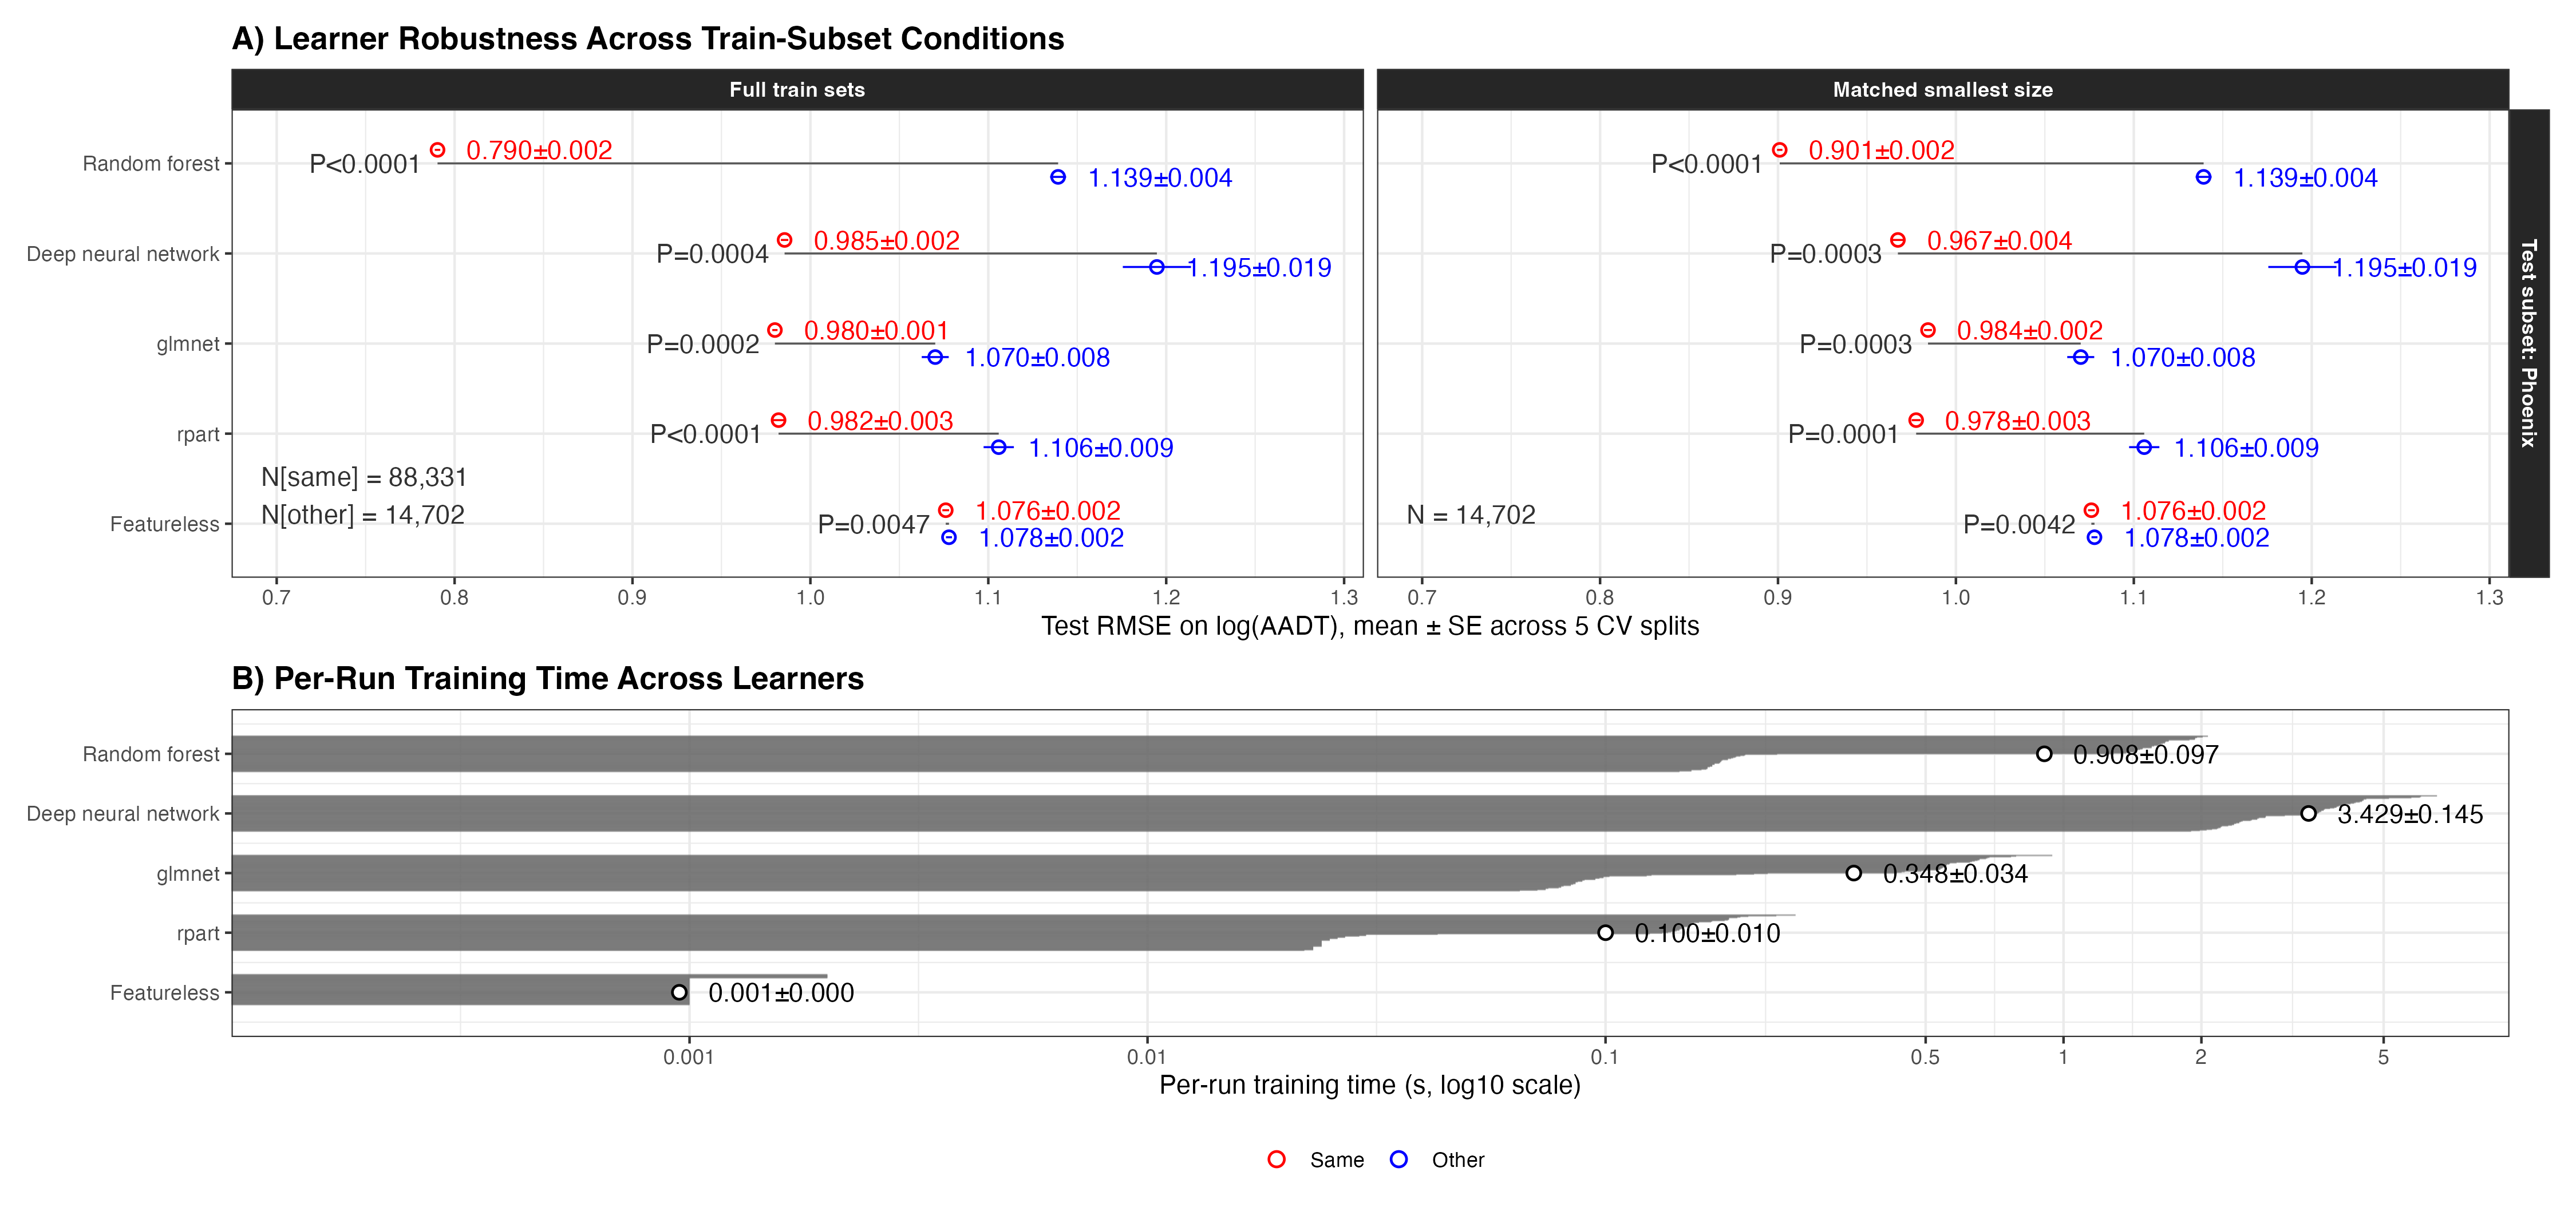 A) Learner Robustness Across Train-Subset Conditions
Full train sets
Matched smallest size
Test subset: Phoenix
Random forest
Deep neural network
glmnet
rpart
Featureless
P<0.0001
0.790±0.002
1.139±0.004
P=0.0004
0.985±0.002
1.195±0.019
P=0.0002
0.980±0.001
1.070±0.008
P<0.0001
0.982±0.003
1.106±0.009
N[same] = 88,331
N[other] = 14,702
P=0.0047
1.076±0.002
1.078±0.002
P<0.0001
0.901±0.002
1.139±0.004
P=0.0003
0.967±0.004
1.195±0.019
P=0.0003
0.984±0.002
1.070±0.008
P=0.0001
0.978±0.003
1.106±0.009
N = 14,702
P=0.0042
1.076±0.002
1.078±0.002
0.7 0.8 0.9 1.0 1.1 1.2 1.3
0.7 0.8 0.9 1.0 1.1 1.2 1.3
Test RMSE on log(AADT), mean ± SE across 5 CV splits
B) Per-Run Training Time Across Learners
Random forest
0.908±0.097
Deep neural network
3.429±0.145
glmnet
0.348±0.034
rpart
0.100±0.010
Featureless
0.001±0.000
0.001 0.01 0.1 0.5 1 2 5
Per-run training time (s, log10 scale)
Same Other